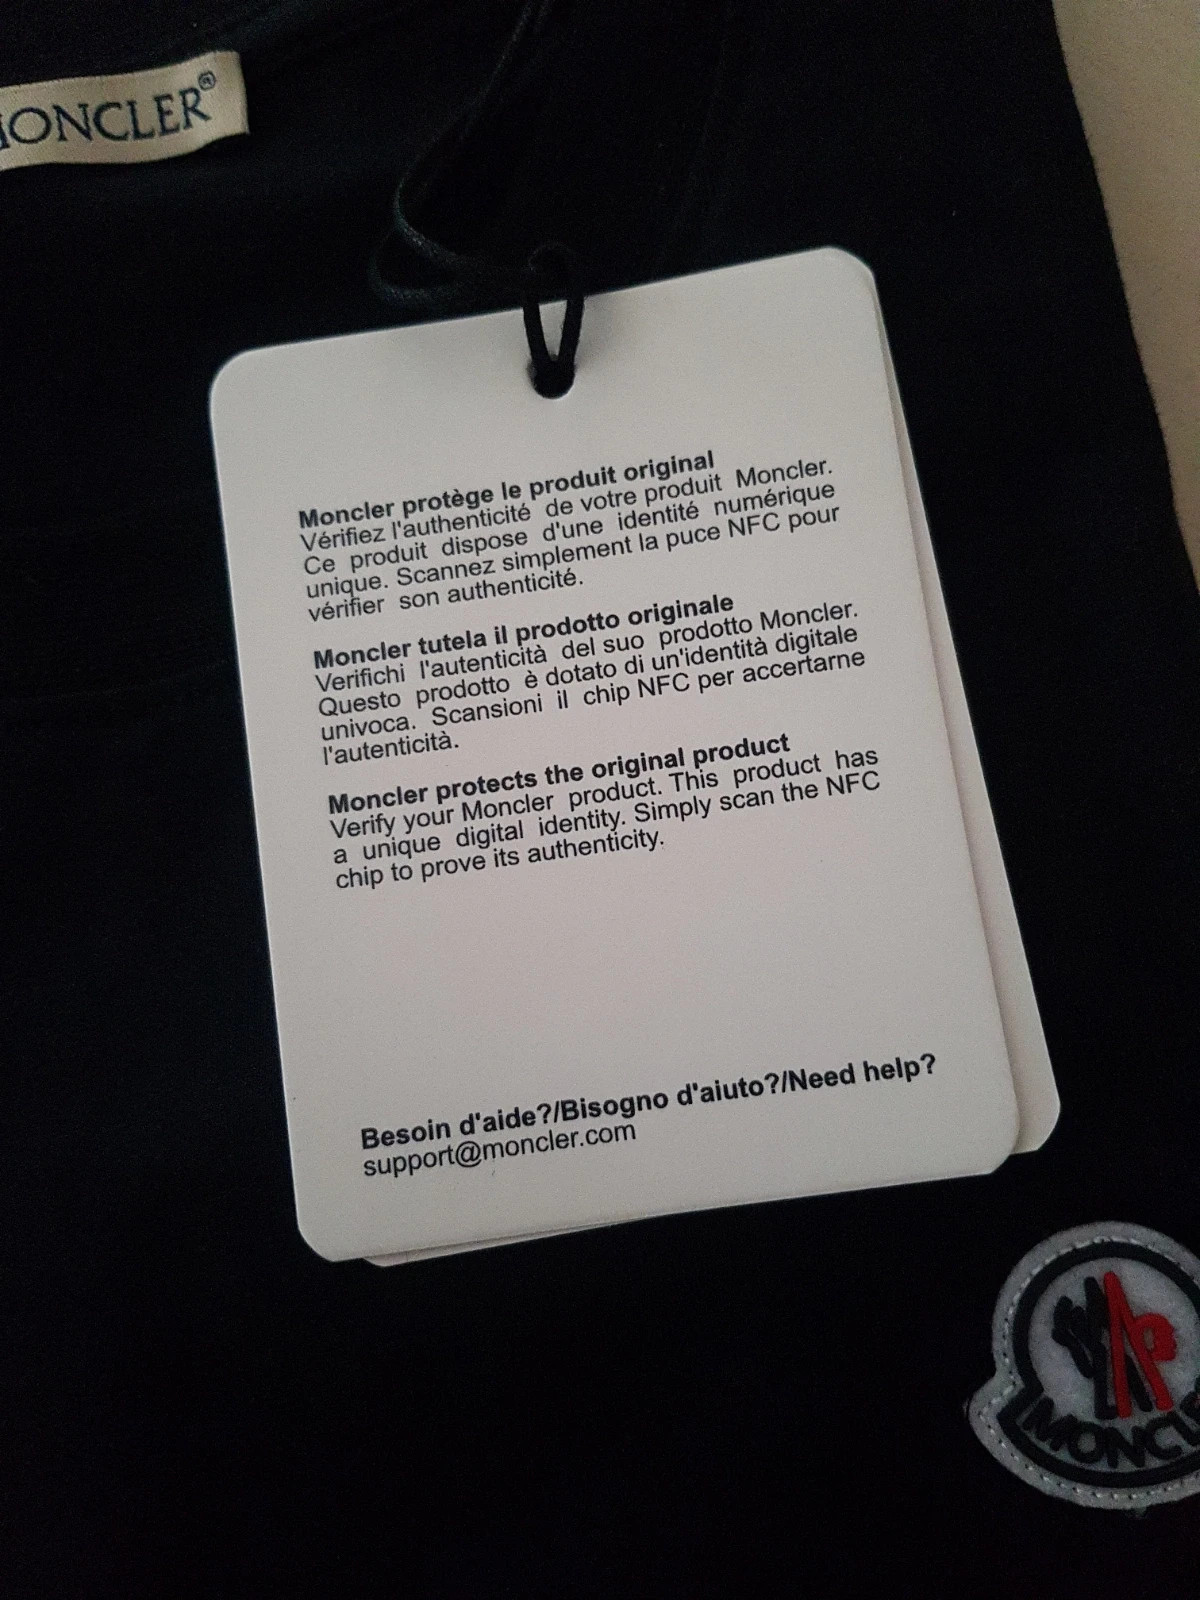 MONCLER®
Moncler protège le produit original
Vérifiez l'authenticité de votre produit Moncler.
Ce produit dispose d'une identité numérique
unique. Scannez simplement la puce NFC pour
vérifier son authenticité.
Moncler tutela il prodotto originale
Verifichi l'autenticità del suo prodotto Moncler.
Questo prodotto è dotato di un'identità digitale
univoca. Scansioni il chip NFC per accertarne
l'autenticità.
Moncler protects the original product
Verify your Moncler product. This product has
a unique digital identity. Simply scan the NFC
chip to prove its authenticity.
Besoin d'aide?/Bisogno d'aiuto?/Need help?
support@moncler.com
MONCL